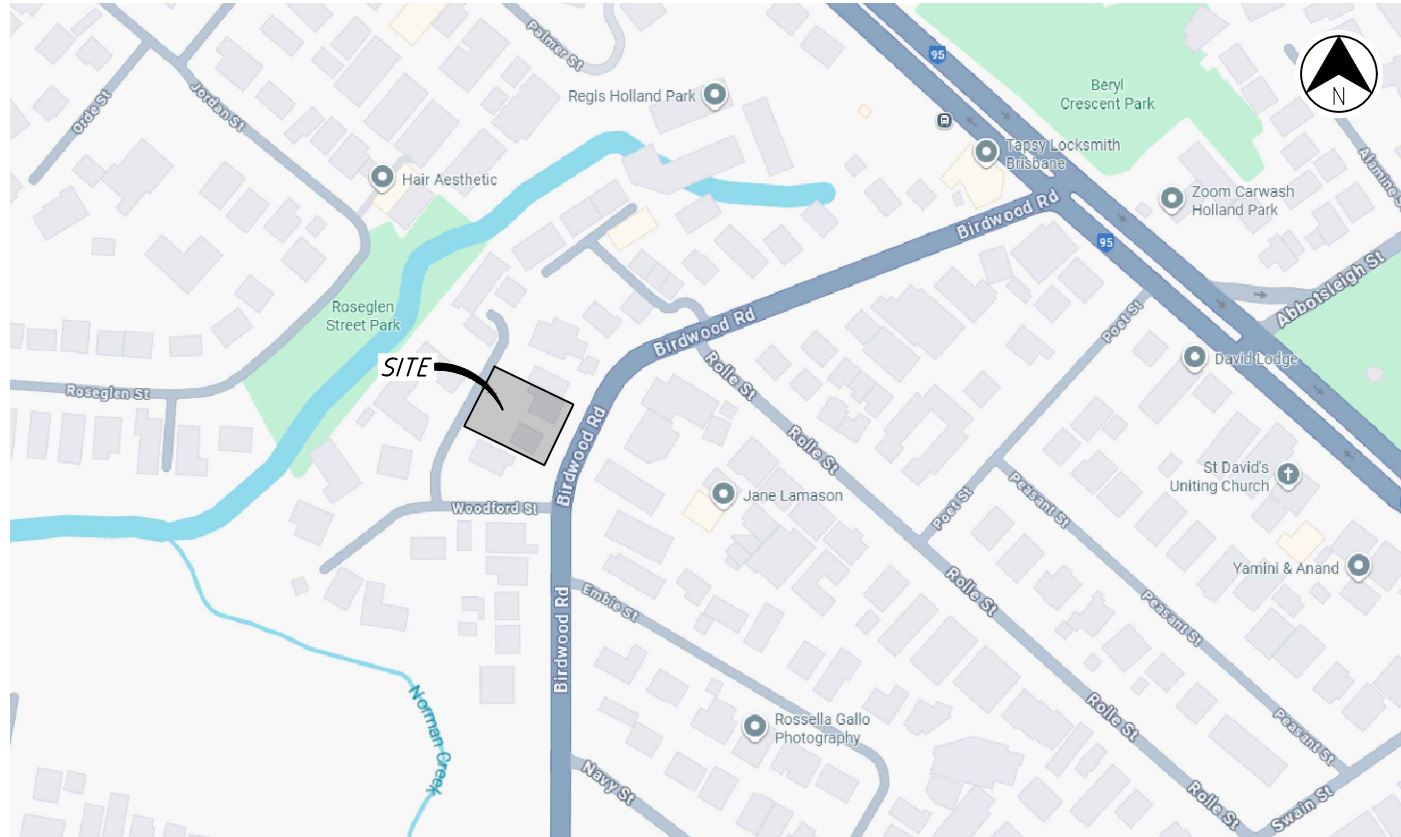 Palmer St
95
Beryl
Crescent Park
N
Regis Holland Park
Orde St
Jordan St
Tapsy Locksmith
Brisbane
Alamine S
Hair Aesthetic
Zoom Carwash
Holland Park
Birdwood Rd
95
Abbotsleigh St
Roseglen
Street Park
Birdwood Rd
Poet St
SITE
Rolle St
David Lodge
Roseglen St
Birdwood Rd
Rolle St
St David's
Uniting Church
Jane Lamason
Woodford St
Poet St
Peasant St
Yamini & Anand
Embie St
Rolle St
Peasant St
Birdwood Rd
Norman Creek
Rossella Gallo
Photography
Rolle St
Peasant St
Navy St
Rolle St
Swain St